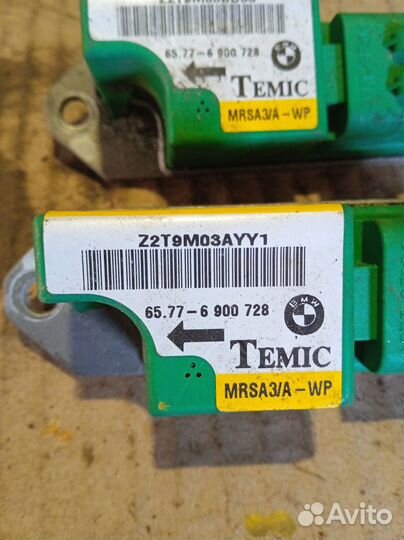 65.77-6 900 728
BMW
TEMIC
MRSA3/A-WP
Z2T9M03AYY1
65.77-6 900 728
BMW
TEMIC
MRSA3/A-WP
Avito